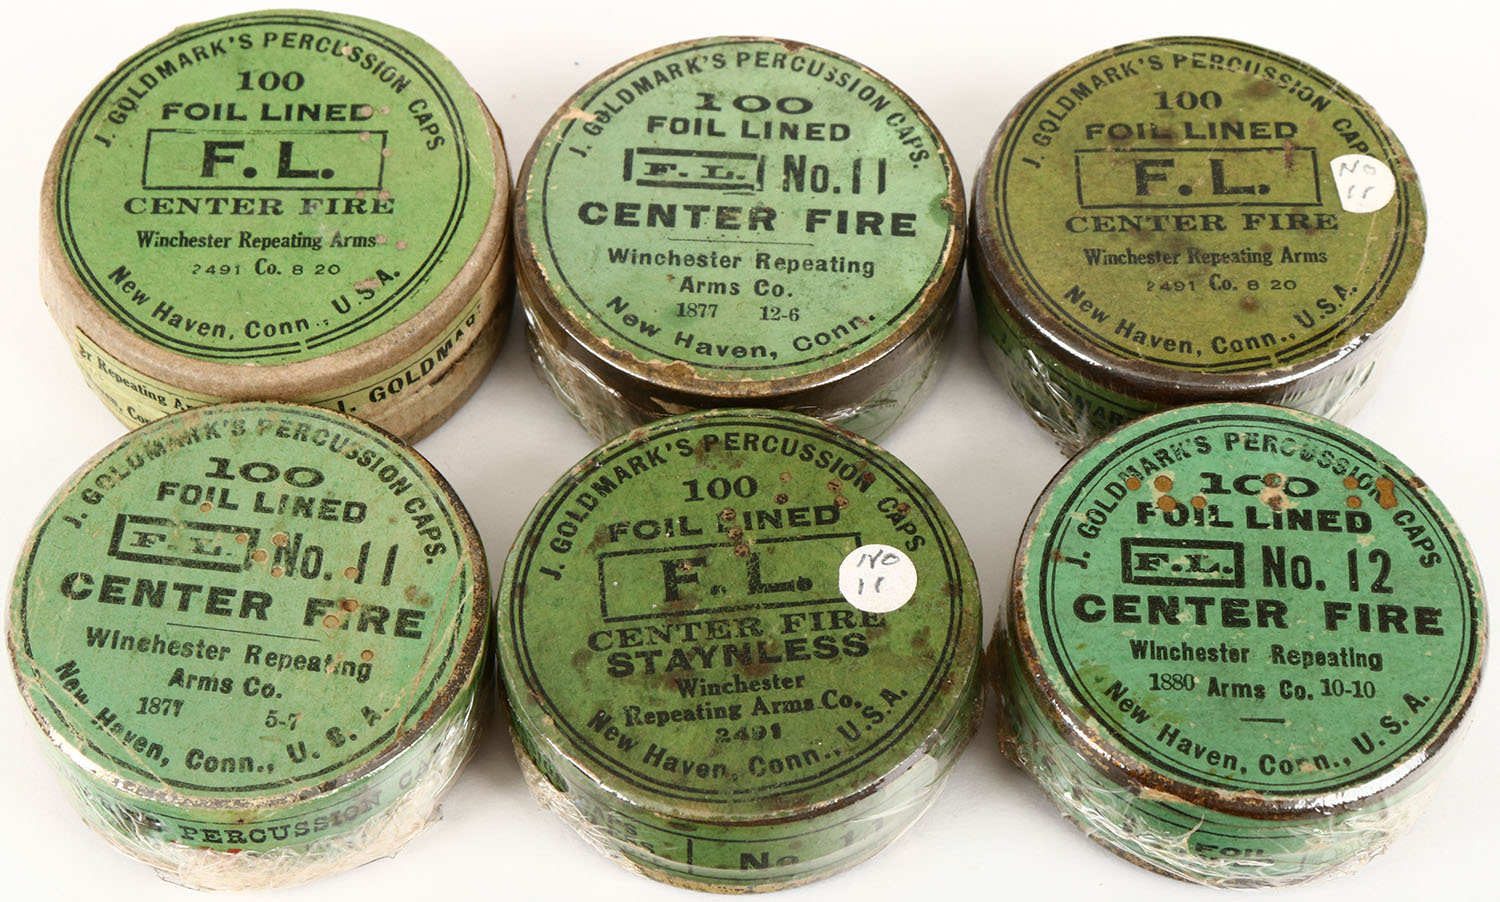 J. GOLDMARK'S PERCUSSION CAPS
100
FOIL LINED
F. L.
CENTER FIRE
Winchester Repeating Arms
2491 Co. 8 20
New Haven, Conn., U.S.A.
Repeating
J. GOLDMA
J. GOLDMARK'S PERCUSSION CAPS.
100
FOIL LINED
F. L. No. 11
CENTER FIRE
Winchester Repeating
Arms Co.
1877 12-6
New Haven, Conn.
J. GOLDMARK'S PERCUSSION CAPS
NO
11
100
FOIL LINED
F. L.
CENTER FIRE
Winchester Repeating Arms
2491 Co. 8 20
New Haven, Conn., U.S.A.
J. GOLDMARK'S PERCUSSION CAPS.
100
FOIL LINED
F. L. No. 11
CENTER FIRE
Winchester Repeating
Arms Co.
1877 5-7
New Haven, Conn., U. S. A.
PERCUSSION CAPS
J. GOLDMARK'S PERCUSSION CAPS
100
FOIL LINED
F. L.
NO
11
CENTER FIRE
STAYNLESS
Winchester
Repeating Arms Co.
2491
New Haven, Conn., U.S.A.
No. 11
J. GOLDMARK'S PERCUSSION CAPS
100
FOIL LINED
F. L. No. 12
CENTER FIRE
Winchester Repeating
1880 Arms Co. 10-10
New Haven, Conn., U.S.A.
FOIL